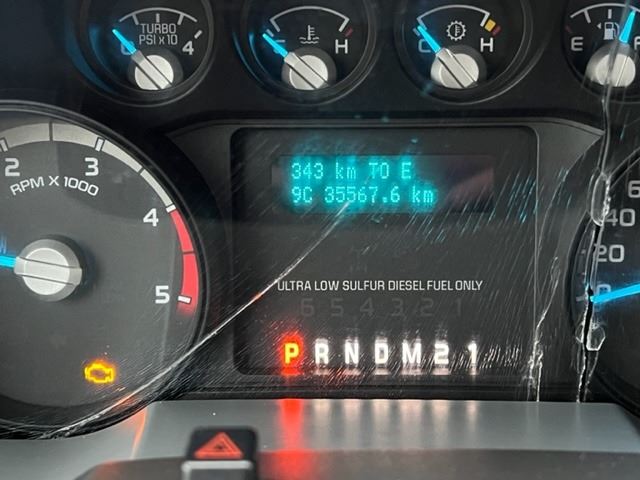 TURBO
PSI x 10
0 4
H
H
E
343 km TO E
9C 35567.6 km
2 3 4 5
RPM X 1000
ULTRA LOW SULFUR DIESEL FUEL ONLY
6 5 4 3 2 1
P R N D M 2 1
40
20